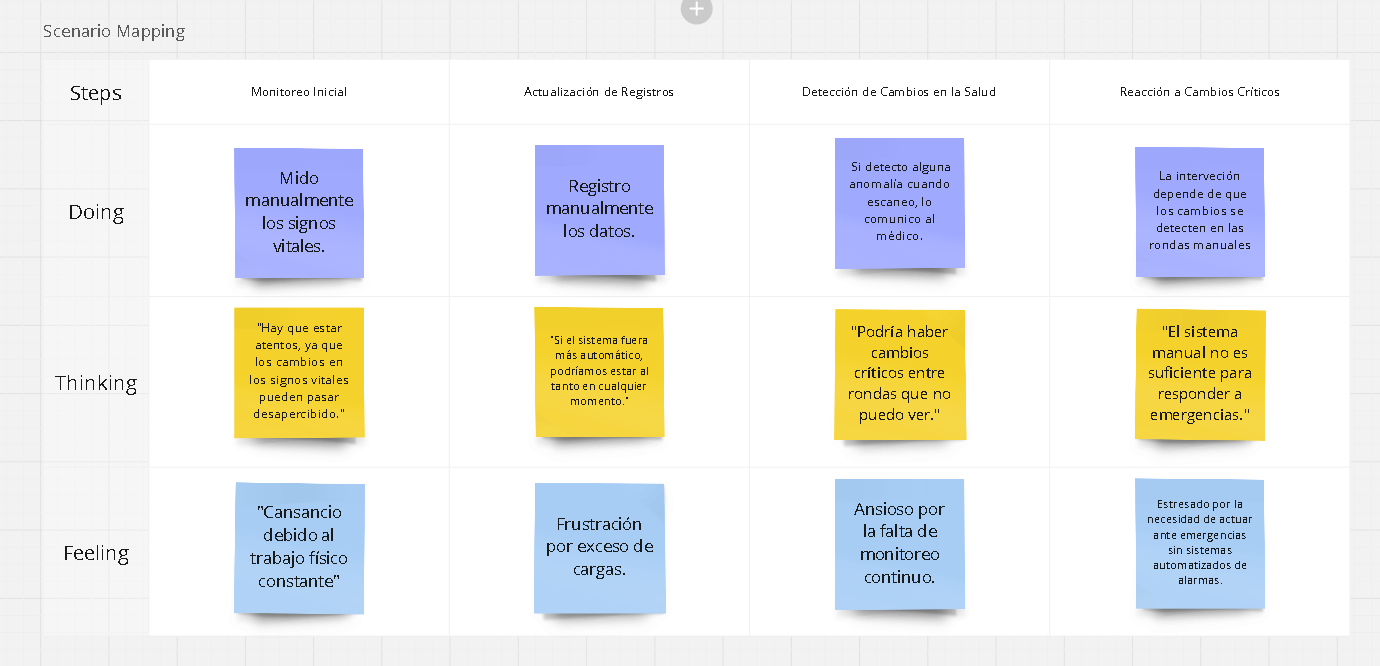 Scenario Mapping
Steps
Monitoreo Inicial
Actualización de Registros
Detección de Cambios en la Salud
Reacción a Cambios Críticos
Doing
Mido
manualmente
los signos
vitales.
Registro
manualmente
los datos.
Si detecto alguna
anomalía cuando
escaneo, lo
comunico al
médico.
La interveción
depende de que
los cambios se
detecten en las
rondas manuales
Thinking
"Hay que estar
atentos, ya que
los cambios en
los signos vitales
pueden pasar
desapercibido."
"Si el sistema fuera
más automático,
podríamos estar al
tanto en cualquier
momento."
"Podría haber
cambios
críticos entre
rondas que no
puedo ver."
"El sistema
manual no es
suficiente para
responder a
emergencias."
Feeling
"Cansancio
debido al
trabajo físico
constante"
Frustración
por exceso de
cargas.
Ansioso por
la falta de
monitoreo
continuo.
Estresado por la
necesidad de actuar
ante emergencias
sin sistemas
automatizados de
alarmas.